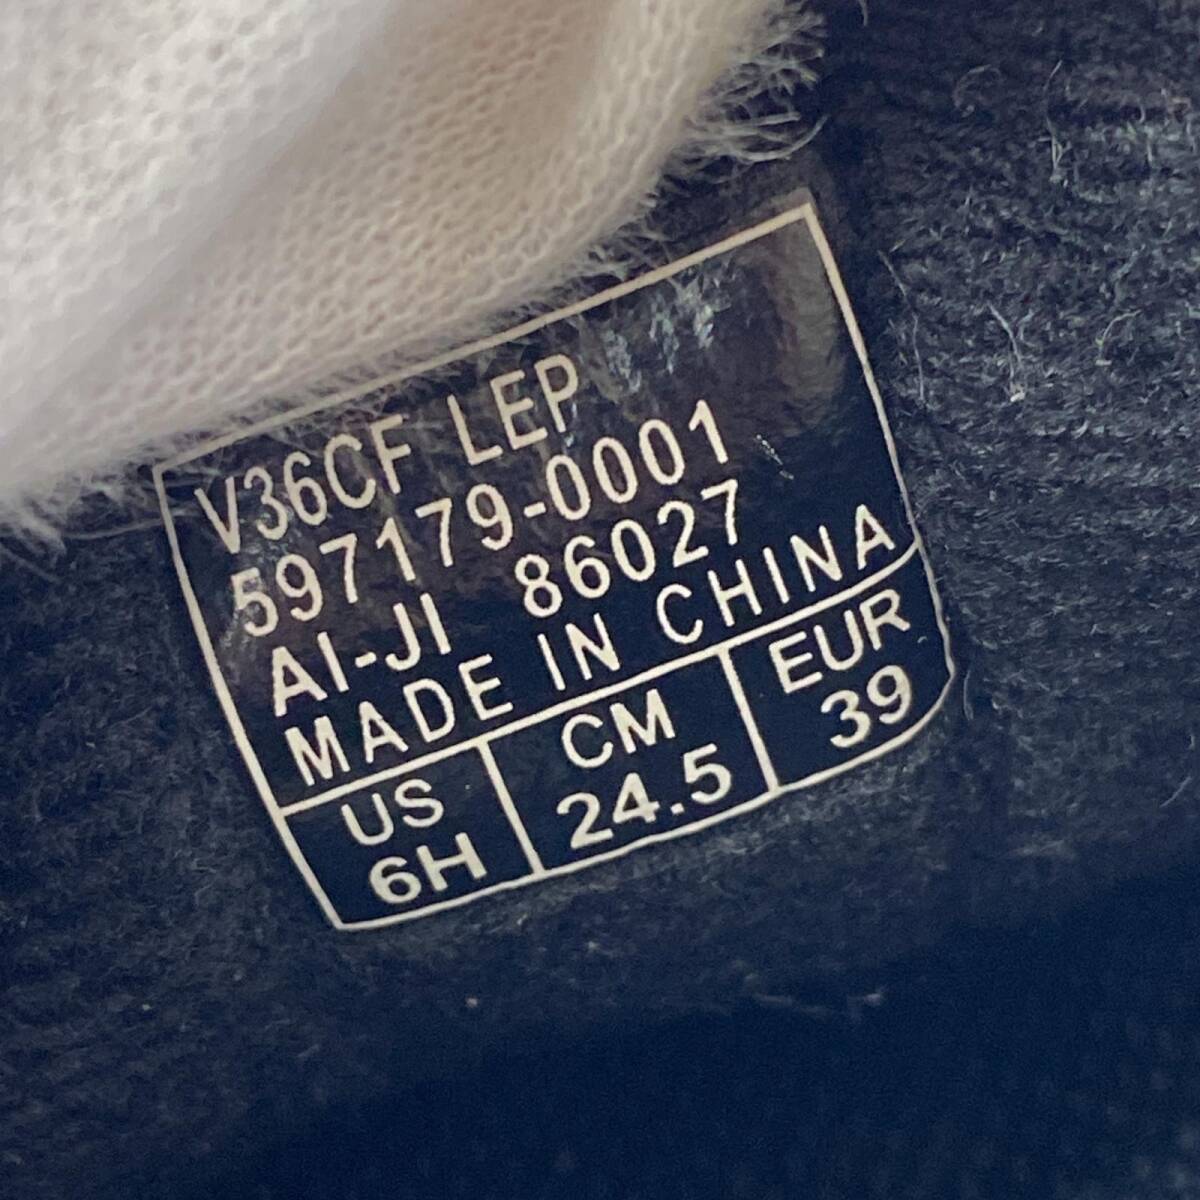 V36CF LEP
597179-0001
AI-JI 86027
MADE IN CHINA
US CM EUR
6H 24.5 39